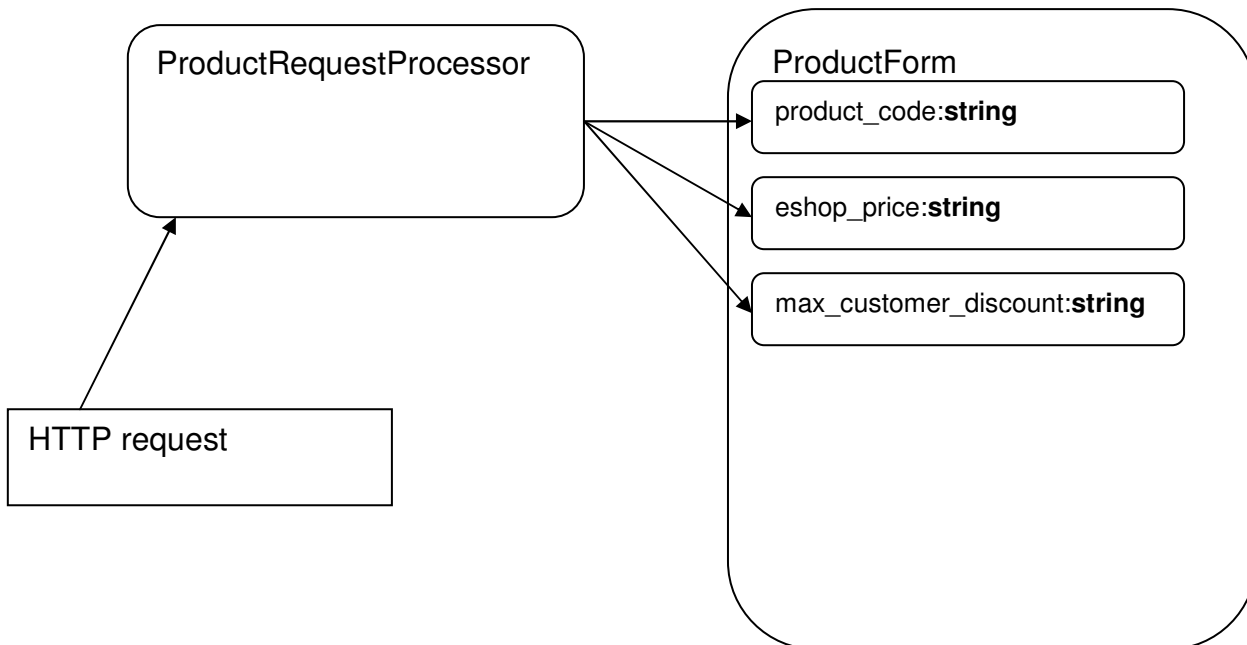 ProductRequestProcessor
ProductForm
product_code:string
eshop_price:string
max_customer_discount:string
HTTP request